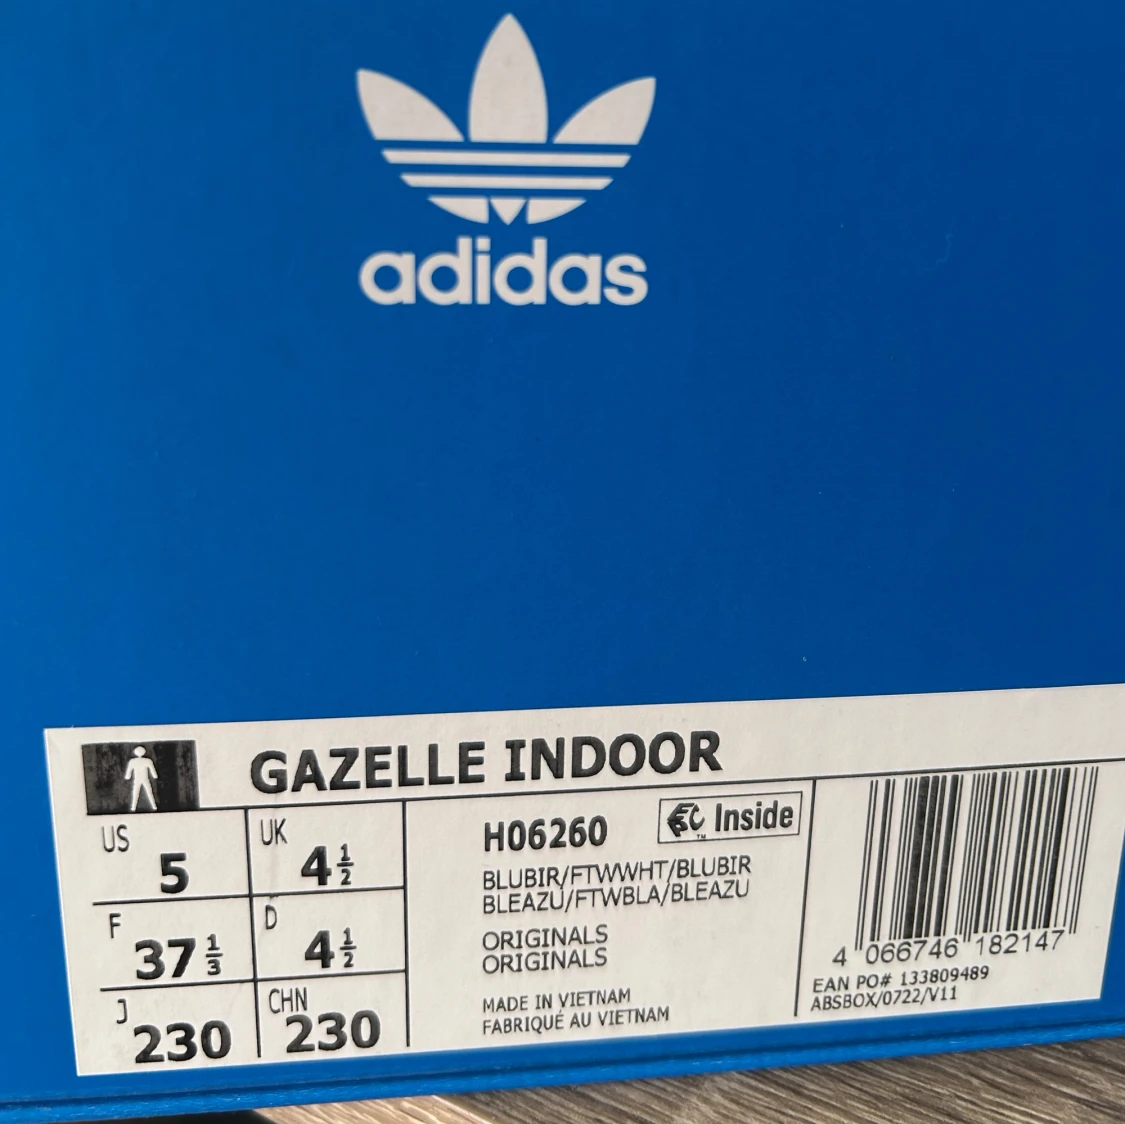 adidas
GAZELLE INDOOR
US
5
UK
4 1/2
F
37 1/3
D
4 1/2
J
230
CHN
230
H06260
EC Inside
™
BLUBIR/FTWWHT/BLUBIR
BLEAZU/FTWBLA/BLEAZU
ORIGINALS
ORIGINALS
MADE IN VIETNAM
FABRIQUÉ AU VIETNAM
4 066746 182147
EAN PO# 133809489
ABSBOX/0722/V11